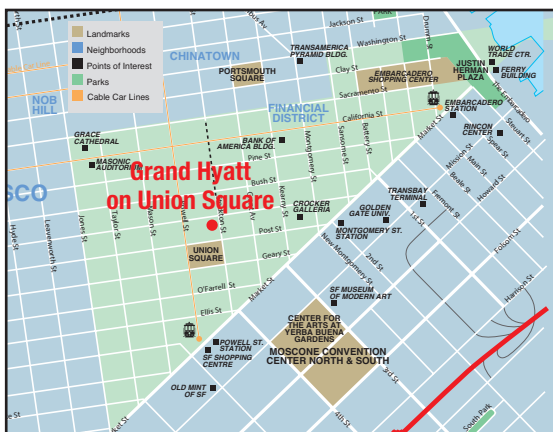 Landmarks
Neighborhoods
Points of Interest
Parks
Cable Car Lines
Jackson St
Washington St
Drumm St
CHINATOWN
TRANSAMERICA
PYRAMID BLDG.
Clay St
PORTSMOUTH
SQUARE
EMBARCADERO
SHOPPING CENTER
JUSTIN
HERMAN
PLAZA
WORLD
TRADE CTR.
FERRY
BUILDING
The Embarcadero
Sacramento St
NOB
HILL
FINANCIAL
DISTRICT
California St
EMBARCADERO
STATION
Market St
RINCON
CENTER
Steuart St
Spear St
Mission St
Main St
Beale St
Howard St
GRACE
CATHEDRAL
MASONIC
AUDITORIUM
BANK OF
AMERICA BLDG.
Pine St
Bush St
Montgomery St
Sansome St
Battery St
Kearny St
Grand Hyatt
on Union Square
SCO
CROCKER
GALLERIA
GOLDEN
GATE UNIV.
TRANSBAY
TERMINAL
Fremont St
1st St
Folsom St
MONTGOMERY ST.
STATION
New Montgomery St
2nd St
Post St
Geary St
UNION
SQUARE
Hyde St
Leavenworth St
Jones St
Taylor St
Mason St
O'Farrell St
Market St
Ellis St
Harrison St
SF MUSEUM
OF MODERN ART
CENTER FOR
THE ARTS AT
YERBA BUENA
GARDENS
MOSCONE CONVENTION
CENTER NORTH & SOUTH
POWELL ST.
STATION
SF SHOPPING
CENTRE
OLD MINT
OF SF
3rd St
4th St
South Park